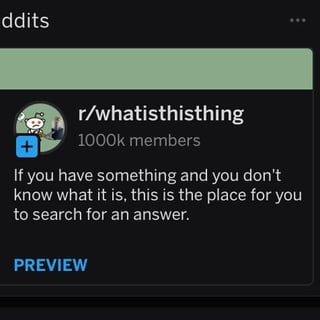 ddits
r/whatisthisthing
1000k members
If you have something and you don't
know what it is, this is the place for you
to search for an answer.
PREVIEW